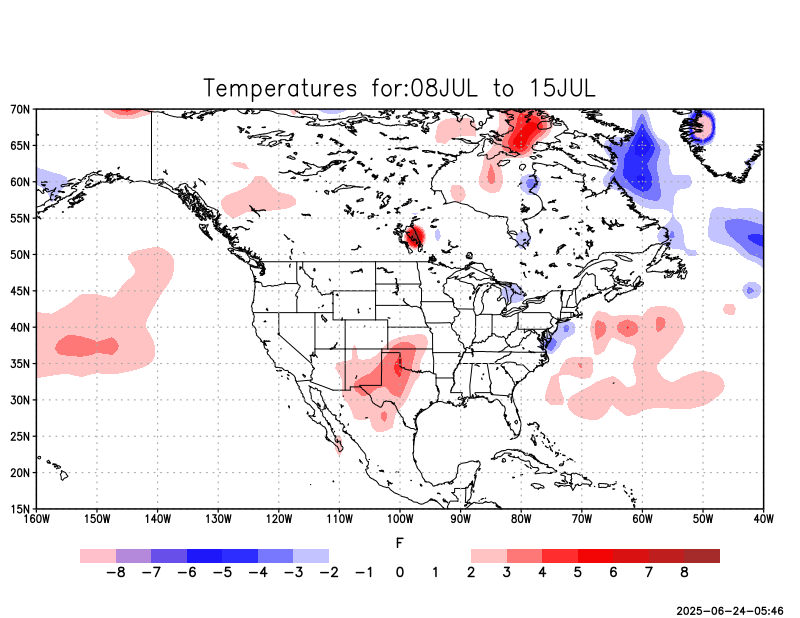 Temperatures for:08JUL to 15JUL
70N
65N
60N
55N
50N
45N
40N
35N
30N
25N
20N
15N
160W 150W 140W 130W 120W 110W 100W 90W 80W 70W 60W 50W 40W
F
-8 -7 -6 -5 -4 -3 -2 -1 0 1 2 3 4 5 6 7 8
2025-06-24-05:46